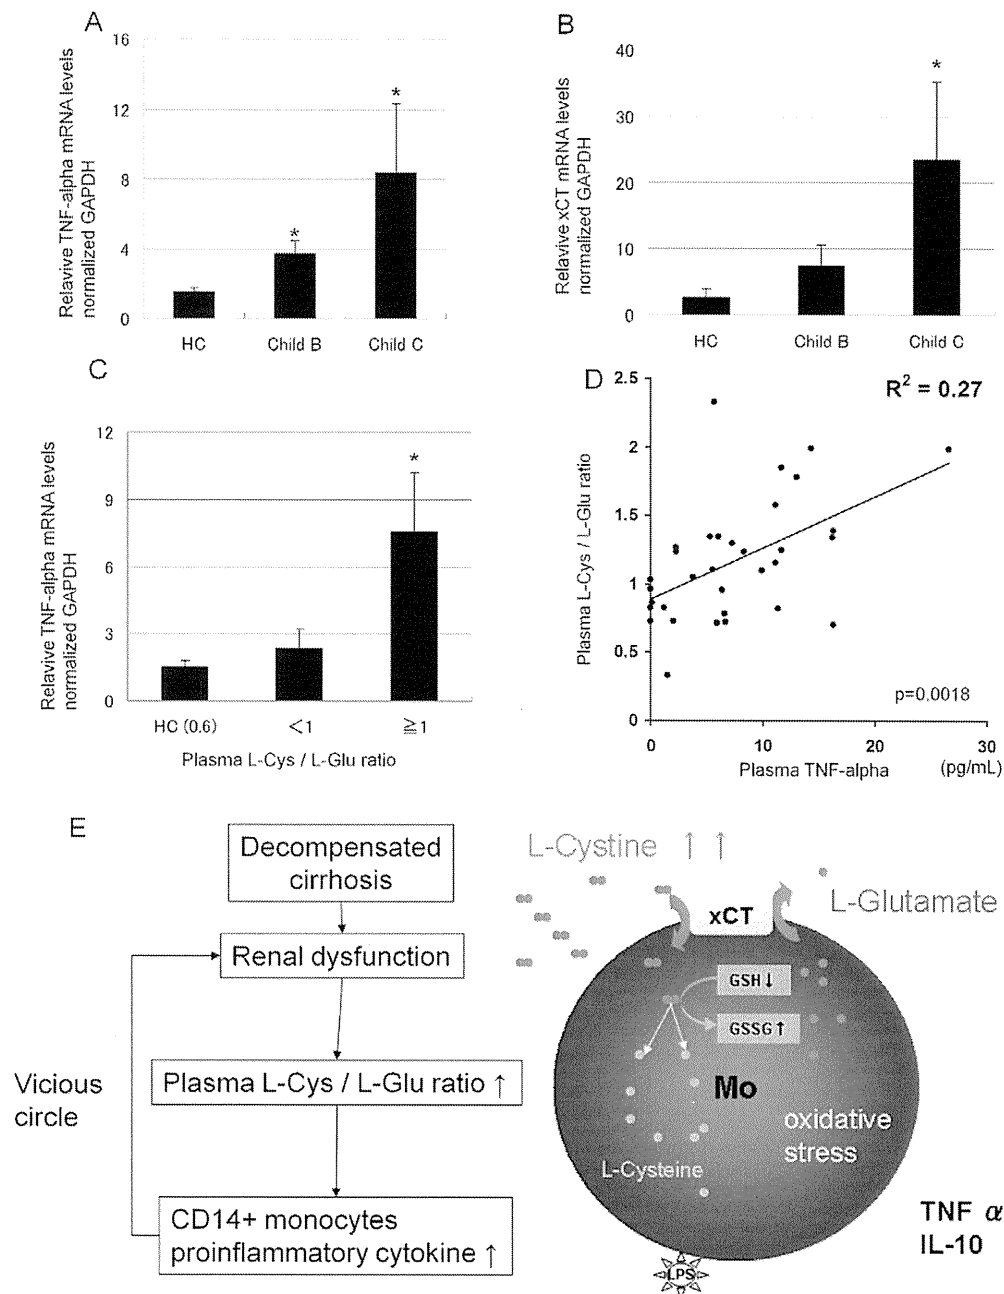 A
Relavive TNF-alpha mRNA levels
normalized GAPDH
16
12
8
4
0
*
*
HC
Child B
Child C
B
Relavive xCT mRNA levels
normalized GAPDH
40
30
20
10
0
*
HC
Child B
Child C
C
Relavive TNF-alpha mRNA levels
normalized GAPDH
12
9
6
3
0
*
HC (0.6)
<1
≧1
Plasma L-Cys / L-Glu ratio
D
R² = 0.27
Plasma L-Cys / L-Glu ratio
2.5
2
1.5
1
0.5
0
p=0.0018
0
10
20
30
Plasma TNF-alpha
(pg/mL)
E
Decompensated
cirrhosis
Renal dysfunction
Plasma L-Cys / L-Glu ratio ↑
CD14+ monocytes
proinflammatory cytokine ↑
Vicious
circle
L-Cystine ↑ ↑
xCT
L-Glutamate
GSH↓
GSSG↑
Mo
oxidative
stress
L-Cysteine
LPS
TNF α
IL-10